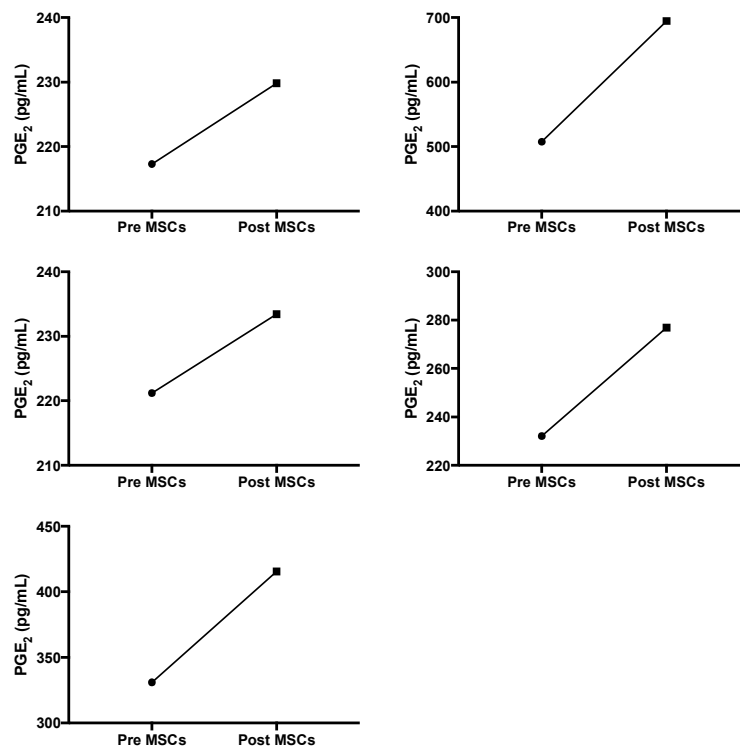 240
230
220
210
PGE2 (pg/mL)
Pre MSCs Post MSCs
700
600
500
400
PGE2 (pg/mL)
Pre MSCs Post MSCs
240
230
220
210
PGE2 (pg/mL)
Pre MSCs Post MSCs
300
280
260
240
220
PGE2 (pg/mL)
Pre MSCs Post MSCs
450
400
350
300
PGE2 (pg/mL)
Pre MSCs Post MSCs